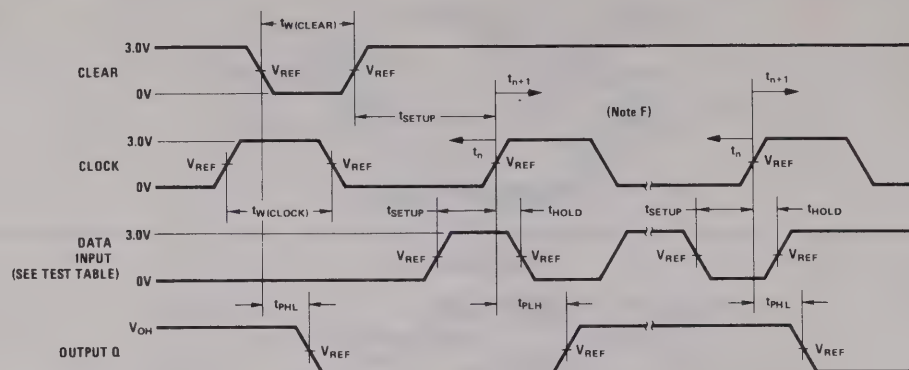 tW(CLEAR)
3.0V
CLEAR
VREF
VREF
0V
tn+1
tn+1
(Note F)
tSETUP
3.0V
tn
tn
CLOCK
VREF
VREF
VREF
VREF
0V
tW(CLOCK)
tSETUP
tHOLD
tSETUP
tHOLD
3.0V
DATA
INPUT
(SEE TEST TABLE)
VREF
VREF
VREF
VREF
0V
tPHL
tPLH
tPHL
VOH
OUTPUT Q
VREF
VREF
VREF